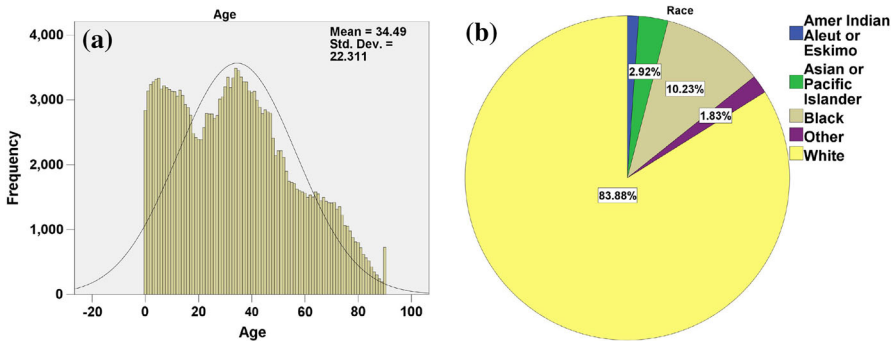 Age
(a)
Mean = 34.49
Std. Dev. =
22.311
4,000
3,000
2,000
1,000
0
Frequency
-20 0 20 40 60 80 100
Age
(b)
Race
2.92%
10.23%
1.83%
83.88%
Amer Indian
Aleut or
Eskimo
Asian or
Pacific
Islander
Black
Other
White